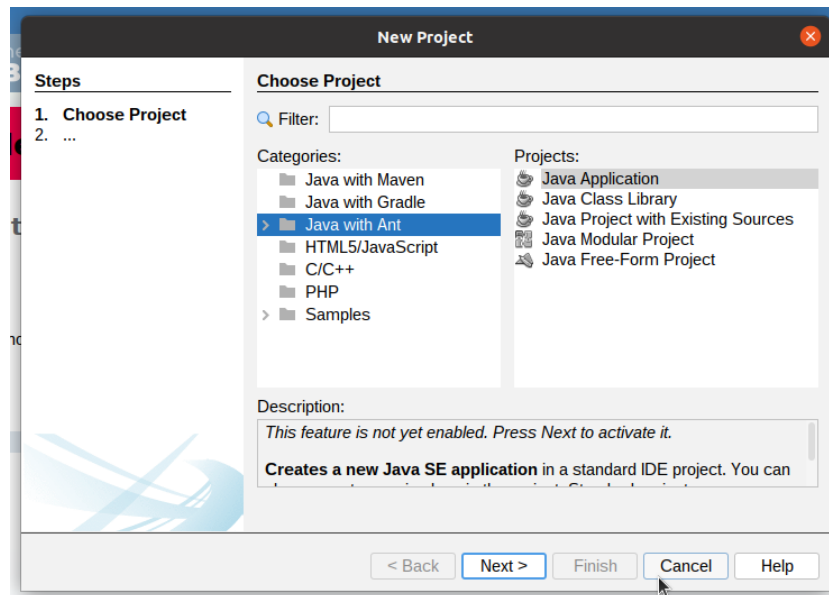 New Project
Steps
1. Choose Project
2. ...
Choose Project
Filter:
Categories:
Java with Maven
Java with Gradle
Java with Ant
HTML5/JavaScript
C/C++
PHP
Samples
Projects:
Java Application
Java Class Library
Java Project with Existing Sources
Java Modular Project
Java Free-Form Project
Description:
This feature is not yet enabled. Press Next to activate it.
Creates a new Java SE application in a standard IDE project. You can
< Back Next > Finish Cancel Help